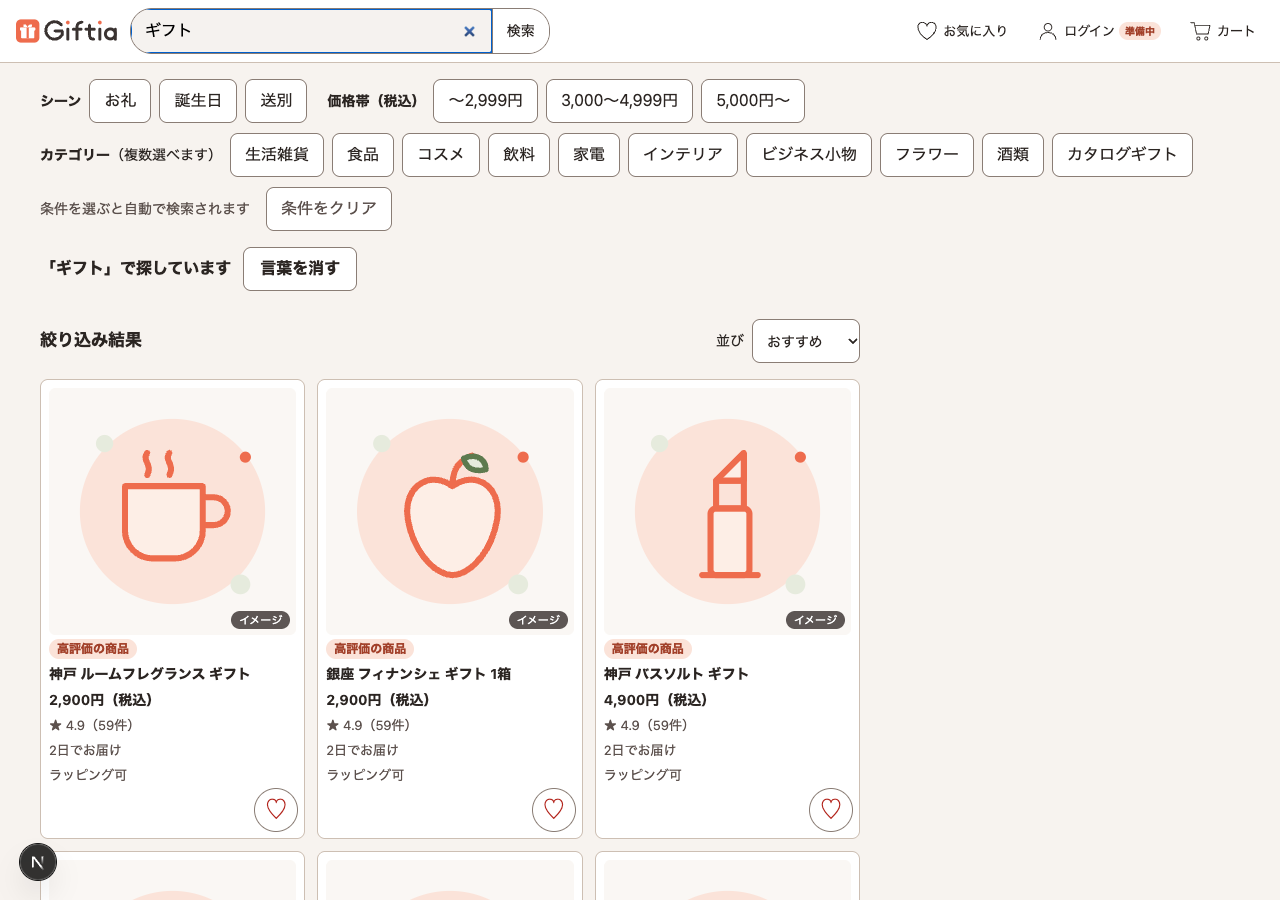 Giftia
ギフト
検索
お気に入り
ログイン 準備中
カート
シーン お礼 誕生日 送別 価格帯（税込） 〜2,999円 3,000〜4,999円 5,000円〜
カテゴリー（複数選べます） 生活雑貨 食品 コスメ 飲料 家電 インテリア ビジネス小物 フラワー 酒類 カタログギフト
条件を選ぶと自動で検索されます 条件をクリア
「ギフト」で探しています 言葉を消す
絞り込み結果
並び おすすめ
イメージ
高評価の商品
神戸 ルームフレグランス ギフト
2,900円（税込）
★ 4.9（59件）
2日でお届け
ラッピング可
イメージ
高評価の商品
銀座 フィナンシェ ギフト 1箱
2,900円（税込）
★ 4.9（59件）
2日でお届け
ラッピング可
イメージ
高評価の商品
神戸 バスソルト ギフト
4,900円（税込）
★ 4.9（59件）
2日でお届け
ラッピング可
N